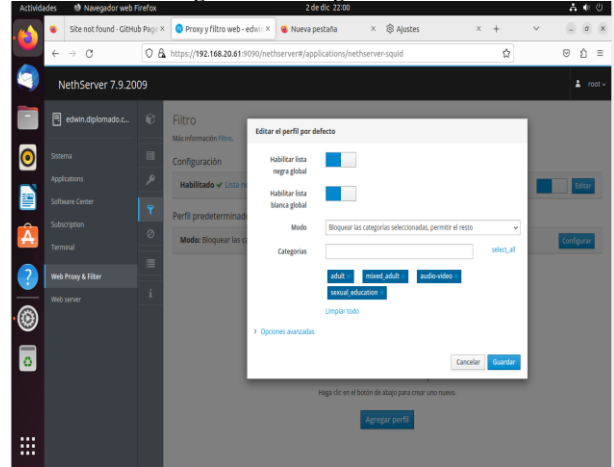 Actividades
Navegador web Firefox
2 de dic 22:00
Site not found · GitHub Page
Proxy y filtro web - edwin
Nueva pestaña
Ajustes
https://192.168.20.61:9090/nethserver#/applications/nethserver-squid
NethServer 7.9.2009
root
edwin.diplomado.c...
Sistema
Applications
Software Center
Subscription
Terminal
Web Proxy & Filter
Web server
Filtro
Más información Filtro.
Configuración
Habilitado ✔ Lista ne
Editar
Perfil predeterminad
Modo: Bloquear las ca
Configurar
Editar el perfil por defecto
Habilitar lista
negra global
Habilitar lista
blanca global
Modo
Bloquear las categorías seleccionadas, permitir el resto
Categorías
select_all
adult ×
mixed_adult ×
audio-video ×
sexual_education ×
Limpiar todo
> Opciones avanzadas
Cancelar
Guardar
Haga clic en el botón de abajo para crear uno nuevo.
Agregar perfil